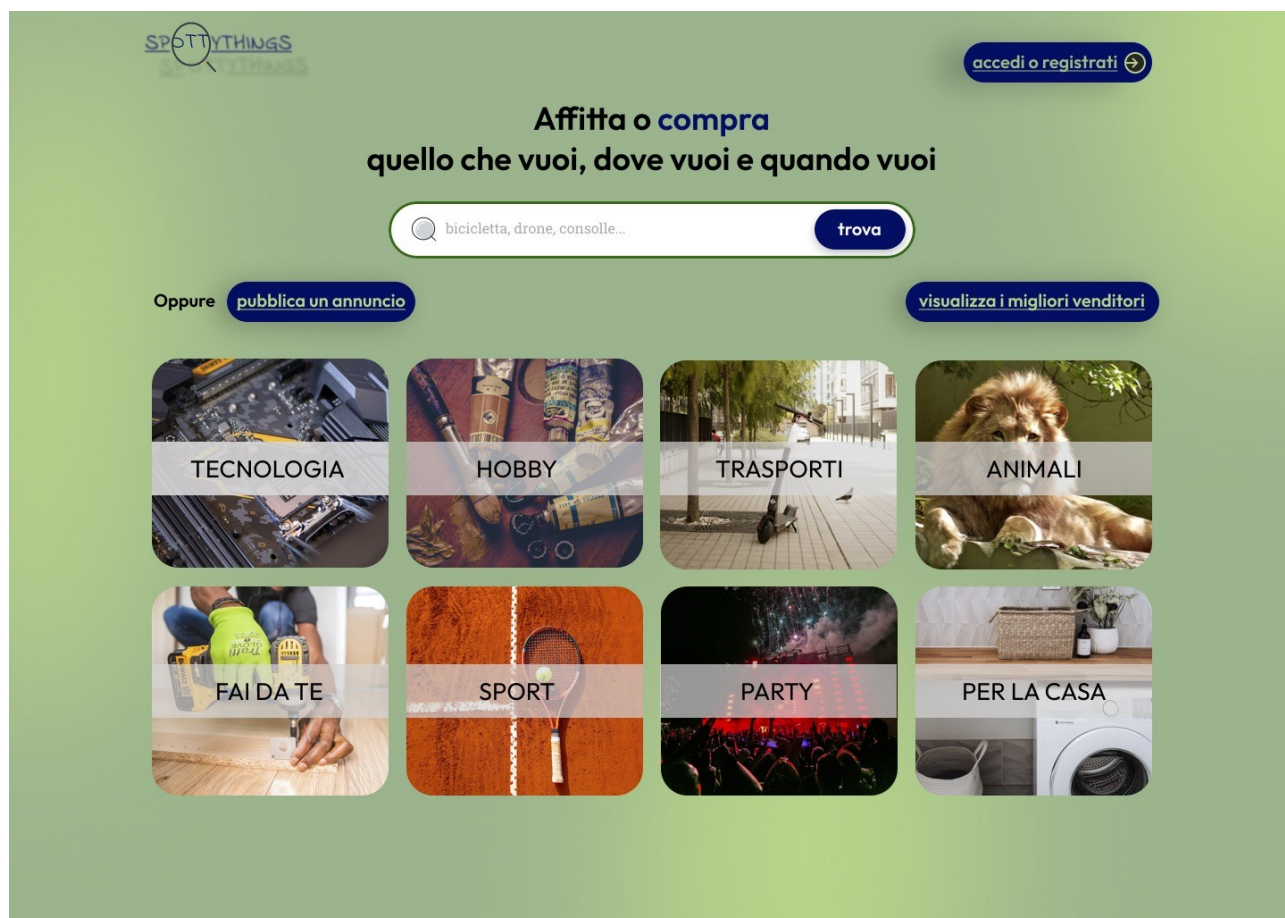 SPOTTYTHINGS
accedi o registrati
Affitta o compra
quello che vuoi, dove vuoi e quando vuoi
bicicletta, drone, consolle...
trova
Oppure pubblica un annuncio
visualizza i migliori venditori
TECNOLOGIA
HOBBY
TRASPORTI
ANIMALI
FAI DA TE
SPORT
PARTY
PER LA CASA